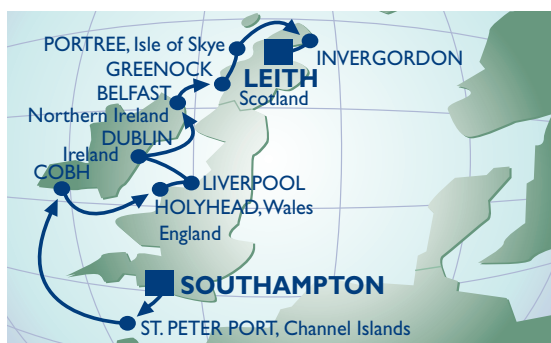 PORTREE, Isle of Skye
INVERGORDON
GREENOCK
LEITH
BELFAST
Scotland
Northern Ireland
DUBLIN
Ireland
COBH
LIVERPOOL
HOLYHEAD, Wales
England
SOUTHAMPTON
ST. PETER PORT, Channel Islands